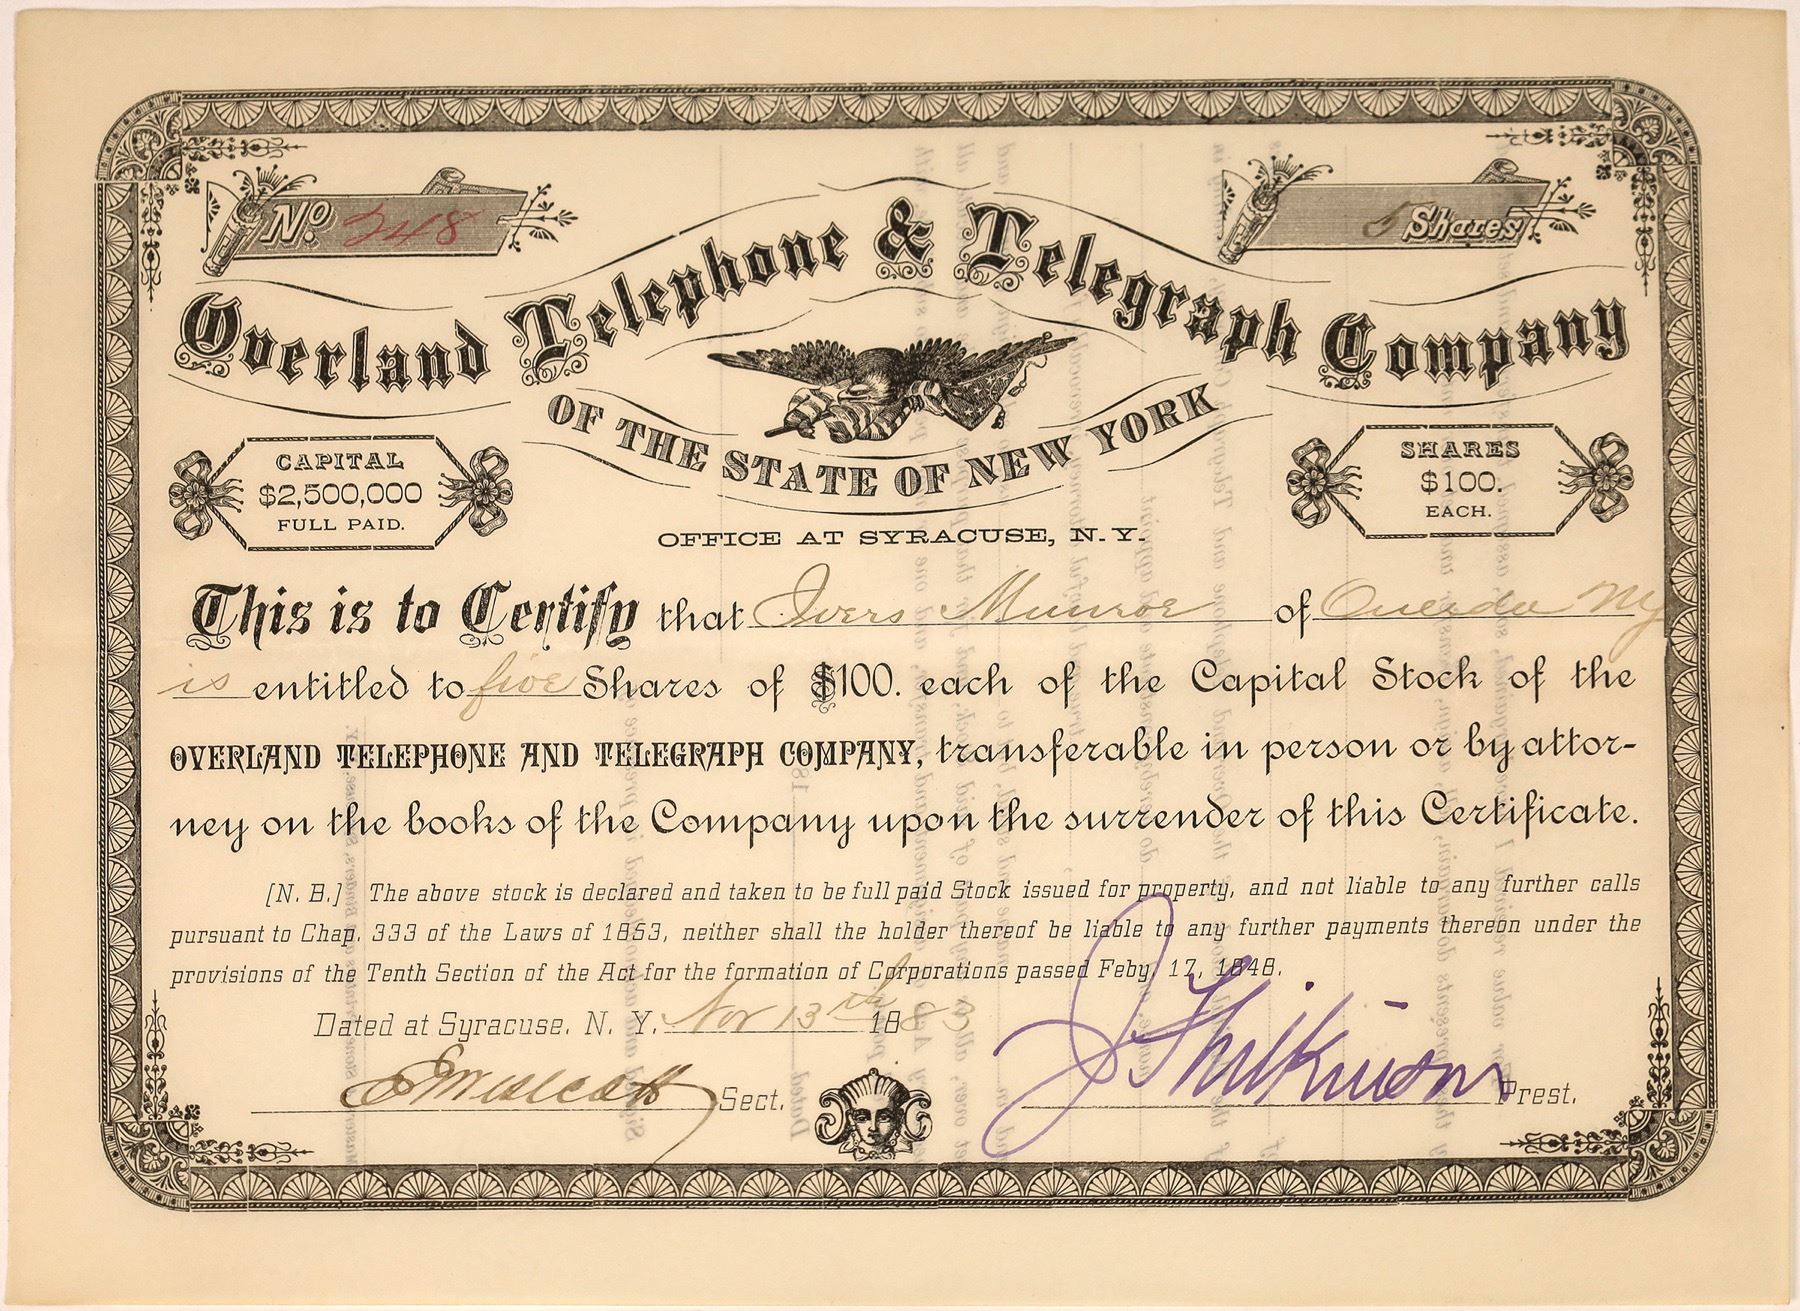 No. 248
5 Shares
Overland Telephone & Telegraph Company
OF THE STATE OF NEW YORK
CAPITAL
$2,500,000
FULL PAID.
SHARES
$100.
EACH.
OFFICE AT SYRACUSE, N.Y.
This is to Certify that Ivers Munroe of Oneida NY
is entitled to five Shares of $100. each of the Capital Stock of the
OVERLAND TELEPHONE AND TELEGRAPH COMPANY, transferable in person or by attor-
ney on the books of the Company upon the surrender of this Certificate.
[N. B.] The above stock is declared and taken to be full paid Stock issued for property, and not liable to any further calls
pursuant to Chap. 333 of the Laws of 1853, neither shall the holder thereof be liable to any further payments thereon under the
provisions of the Tenth Section of the Act for the formation of Corporations passed Feby. 17, 1848.
Dated at Syracuse, N. Y. Nov 13th 1883
Sect.
J Wilkinson Prest.